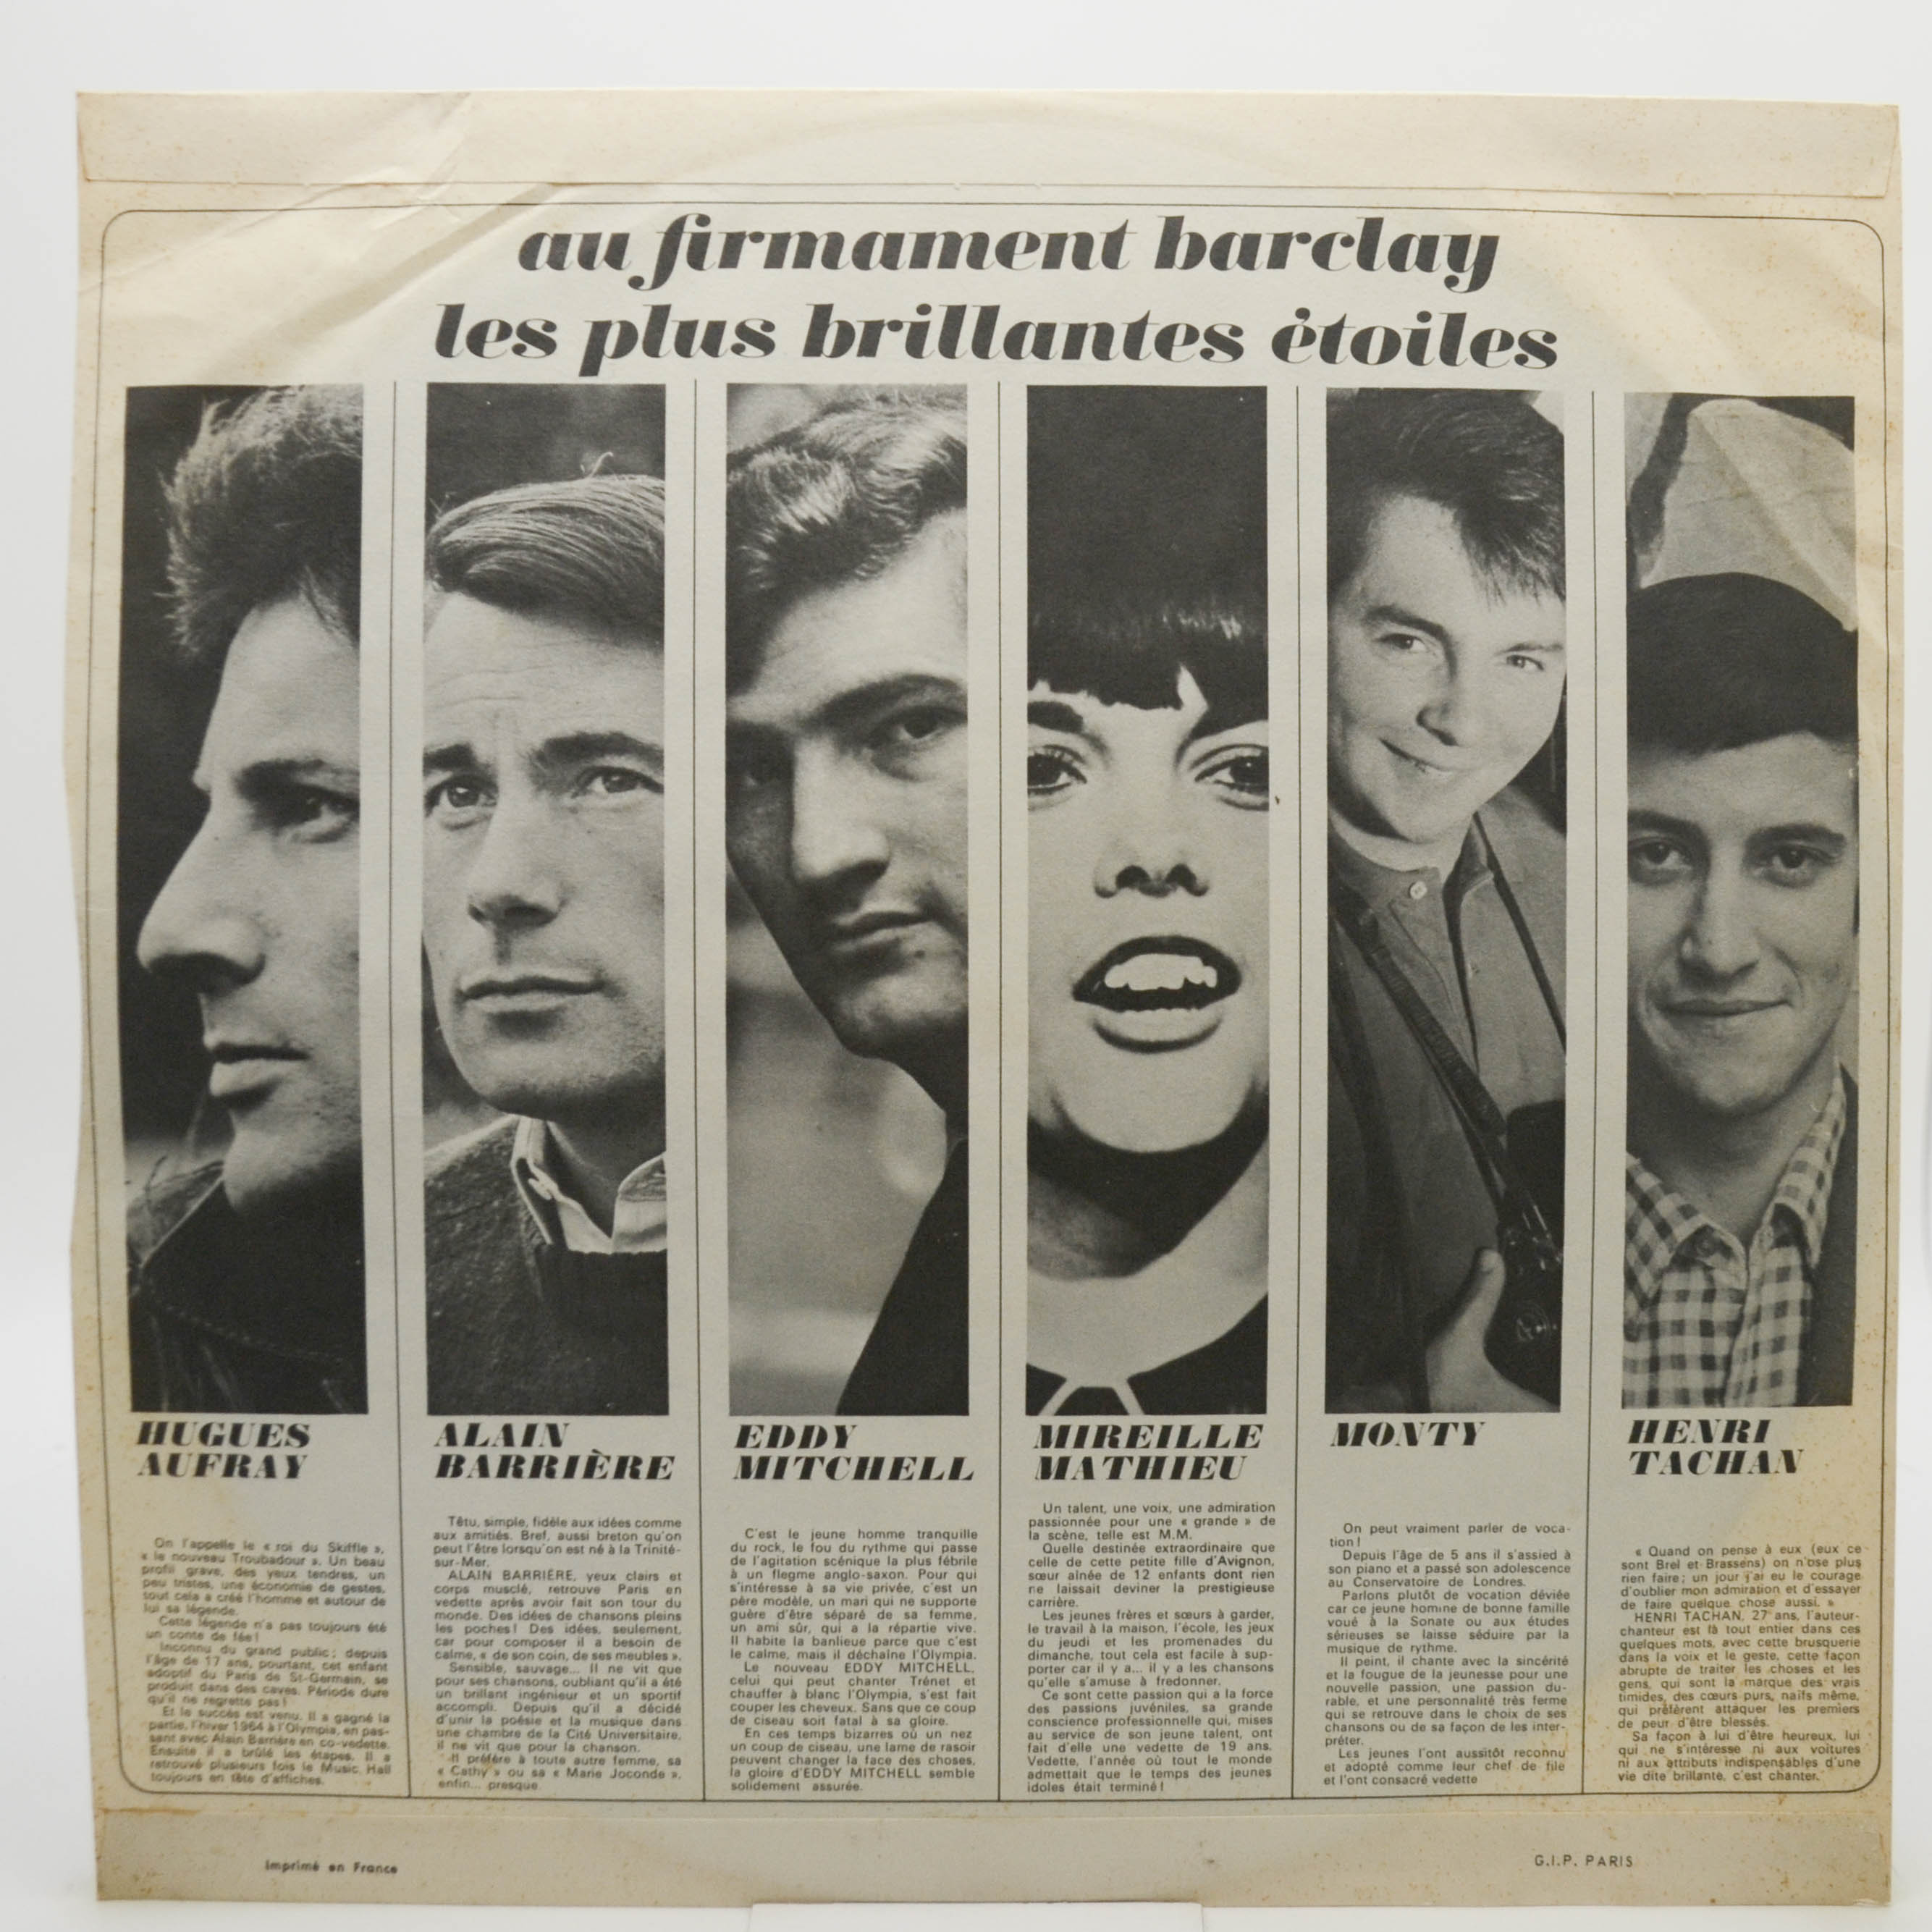 au firmament barclay
les plus brillantes étoiles
HUGUES
AUFRAY
On l'appelle le « roi du Skiffle »,
« le nouveau Troubadour ». Un beau
profil grave, des yeux tendres, un
peu tristes, une économie de gestes,
tout cela a créé l'homme et autour de
lui sa légende.
Cette légende n'a pas toujours été
un conte de fée !
Inconnu du grand public ; depuis
l'âge de 17 ans, pourtant, cet enfant
adoptif du Paris de St-Germain, se
produit dans des caves. Période dure
qu'il ne regrette pas !
Et le succès est venu. Il a gagné la
partie, l'hiver 1964 à l'Olympia, en pas-
sant avec Alain Barrière en co-vedette.
Ensuite il a brûlé les étapes. Il a
retrouvé plusieurs fois le Music Hall
toujours en tête d'affiches.
ALAIN
BARRIÈRE
Têtu, simple, fidèle aux idées comme
aux amitiés. Bref, aussi breton qu'on
peut l'être lorsqu'on est né à la Trinité-
sur-Mer.
ALAIN BARRIÈRE, yeux clairs et
corps musclé, retrouve Paris en
vedette après avoir fait son tour du
monde. Des idées de chansons pleins
les poches ! Des idées, seulement,
car pour composer il a besoin de
calme, « de son coin, de ses meubles ».
Sensible, sauvage... Il ne vit que
pour ses chansons, oubliant qu'il a été
un brillant ingénieur et un sportif
accompli. Depuis qu'il a décidé
d'unir la poésie et la musique dans
une chambre de la Cité Universitaire,
il ne vit que pour la chanson.
Il préfère à toute autre femme, sa
« Cathy » ou sa « Marie Joconde »,
enfin... presque.
EDDY
MITCHELL
C'est le jeune homme tranquille
du rock, le fou du rythme qui passe
de l'agitation scénique la plus fébrile
à un flegme anglo-saxon. Pour qui
s'intéresse à sa vie privée, c'est un
père modèle, un mari qui ne supporte
guère d'être séparé de sa femme,
un ami sûr, qui a la répartie vive.
Il habite la banlieue parce que c'est
le calme, mais il déchaîne l'Olympia.
Le nouveau EDDY MITCHELL,
celui qui peut chanter Trénet et
chauffer à blanc l'Olympia, s'est fait
couper les cheveux. Sans que ce coup
de ciseau soit fatal à sa gloire.
En ces temps bizarres où un nez
un coup de ciseau, une lame de rasoir
peuvent changer la face des choses,
la gloire d'EDDY MITCHELL semble
solidement assurée.
MIREILLE
MATHIEU
Un talent, une voix, une admiration
passionnée pour une « grande » de
la scène, telle est M.M.
Quelle destinée extraordinaire que
celle de cette petite fille d'Avignon,
sœur aînée de 12 enfants dont rien
ne laissait deviner la prestigieuse
carrière.
Les jeunes frères et sœurs à garder,
le travail à la maison, l'école, les jeux
du jeudi et les promenades du
dimanche, tout cela est facile à sup-
porter car il y a... il y a les chansons
qu'elle s'amuse à fredonner.
Ce sont cette passion qui a la force
des passions juvéniles, sa grande
conscience professionnelle qui, mises
au service de son jeune talent, ont
fait d'elle une vedette de 19 ans.
Vedette, l'année où tout le monde
admettait que le temps des jeunes
idoles était terminé !
MONTY
On peut vraiment parler de voca-
tion !
Depuis l'âge de 5 ans il s'assied à
son piano et a passé son adolescence
au Conservatoire de Londres.
Parlons plutôt de vocation déviée
car ce jeune homme de bonne famille
voué à la Sonate ou aux études
sérieuses se laisse séduire par la
musique de rythme.
Il peint, il chante avec la sincérité
et la fougue de la jeunesse pour une
nouvelle passion, une passion du-
rable, et une personnalité très ferme
qui se retrouve dans le choix de ses
chansons ou de sa façon de les inter-
préter.
Les jeunes l'ont aussitôt reconnu
et adopté comme leur chef de file
et l'ont consacré vedette
HENRI
TACHAN
« Quand on pense à eux (eux ce
sont Brel et Brassens) on n'ose plus
rien faire ; un jour j'ai eu le courage
d'oublier mon admiration et d'essayer
de faire quelque chose aussi. »
HENRI TACHAN, 27 ans, l'auteur-
chanteur est là tout entier dans ces
quelques mots, avec cette brusquerie
dans la voix et le geste, cette façon
abrupte de traiter les choses et les
gens, qui sont la marque des vrais
timides, des cœurs purs, naïfs même,
qui préfèrent attaquer les premiers
de peur d'être blessés.
Sa façon à lui d'être heureux, lui
qui ne s'intéresse ni aux voitures
ni aux attributs indispensables d'une
vie dite brillante, c'est chanter.
Imprimé en France
G.I.P. PARIS